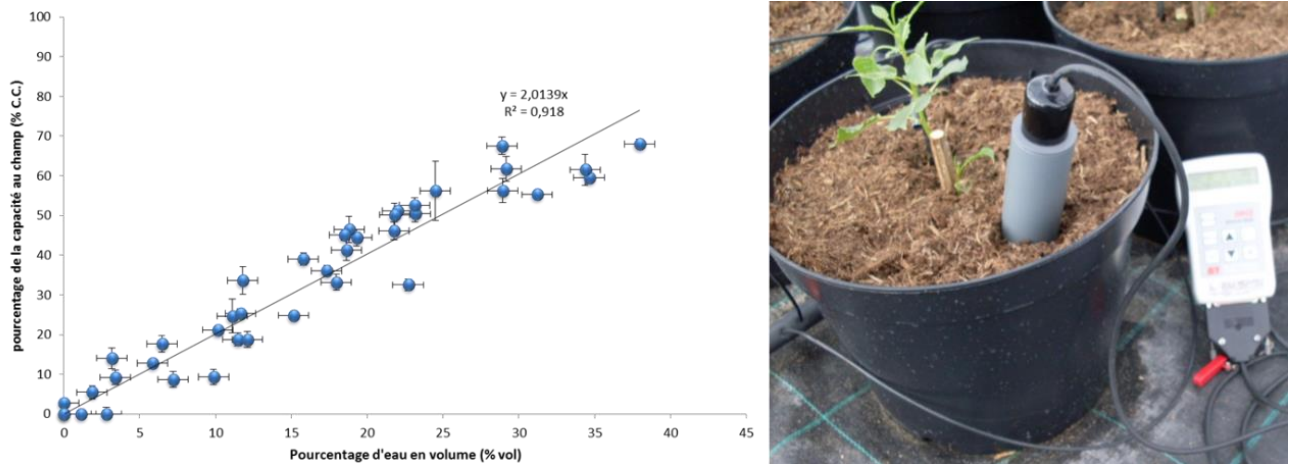 100
90
80
70
60
50
40
30
20
10
0
pourcentage de la capacité au champ (% C.C.)
y = 2,0139x
R² = 0,918
0 5 10 15 20 25 30 35 40 45
Pourcentage d'eau en volume (% vol)